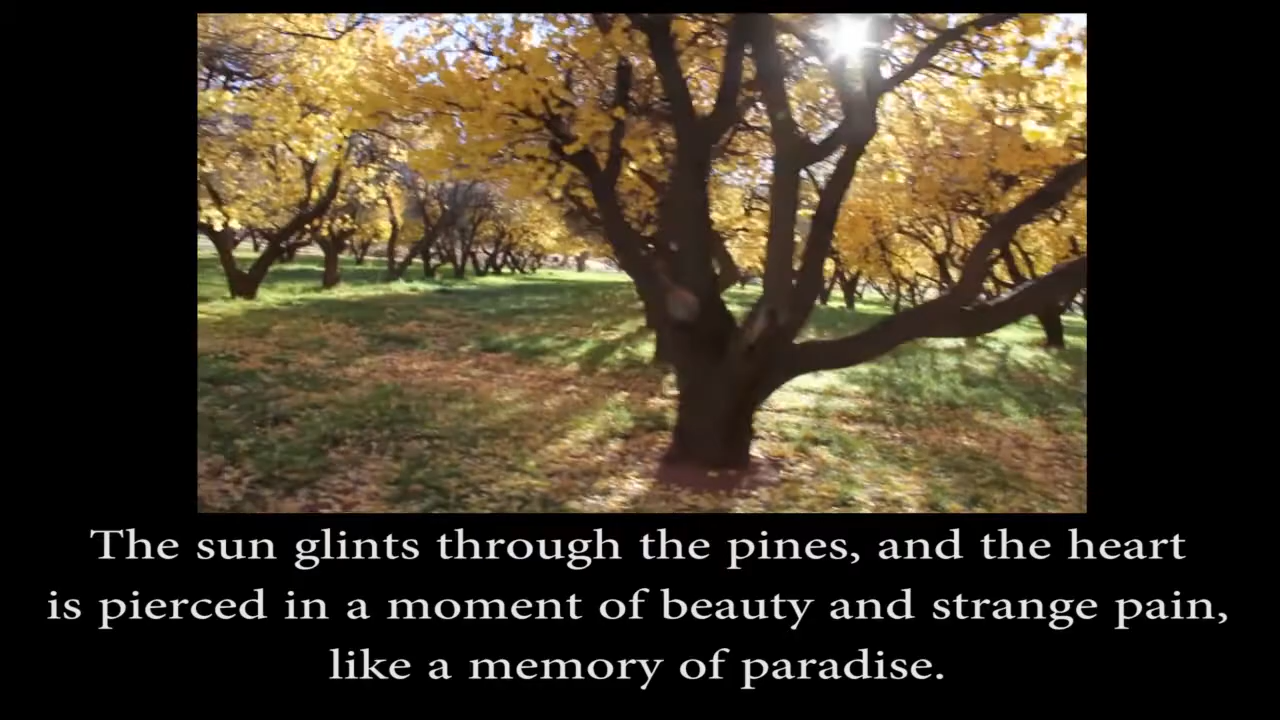 The sun glints through the pines, and the heart
is pierced in a moment of beauty and strange pain,
like a memory of paradise.